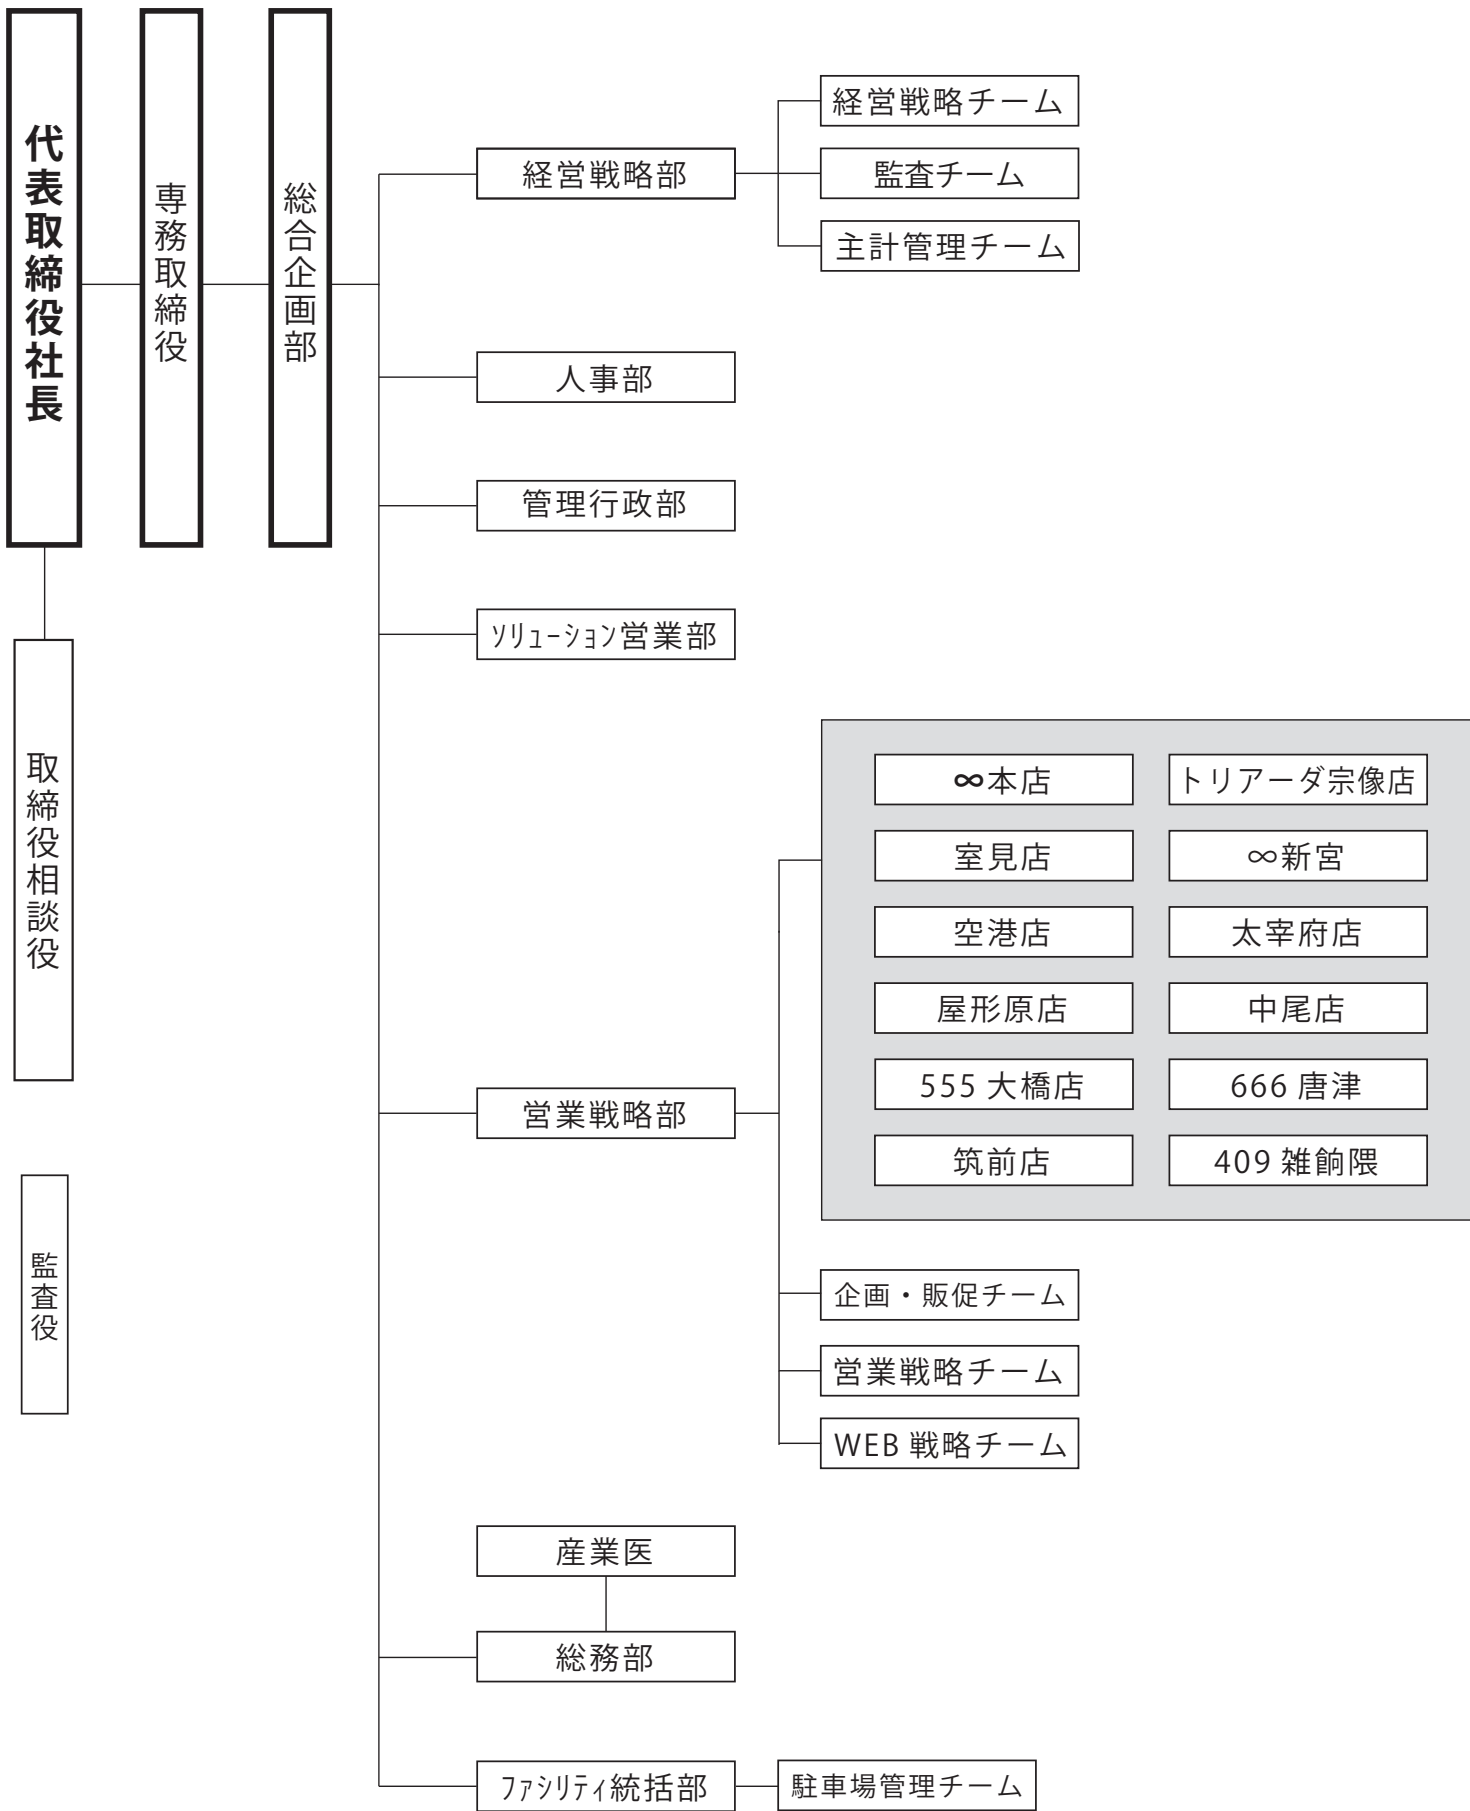 代表取締役社長
専務取締役
総合企画部
取締役相談役
監査役
経営戦略部
経営戦略チーム
監査チーム
主計管理チーム
人事部
管理行政部
ｿﾘｭｰｼｮﾝ営業部
営業戦略部
∞本店
トリアーダ宗像店
室見店
∞新宮
空港店
太宰府店
屋形原店
中尾店
555 大橋店
666 唐津
筑前店
409 雑餉隈
企画・販促チーム
営業戦略チーム
WEB 戦略チーム
産業医
総務部
ﾌｧｼﾘﾃｨ統括部
駐車場管理チーム